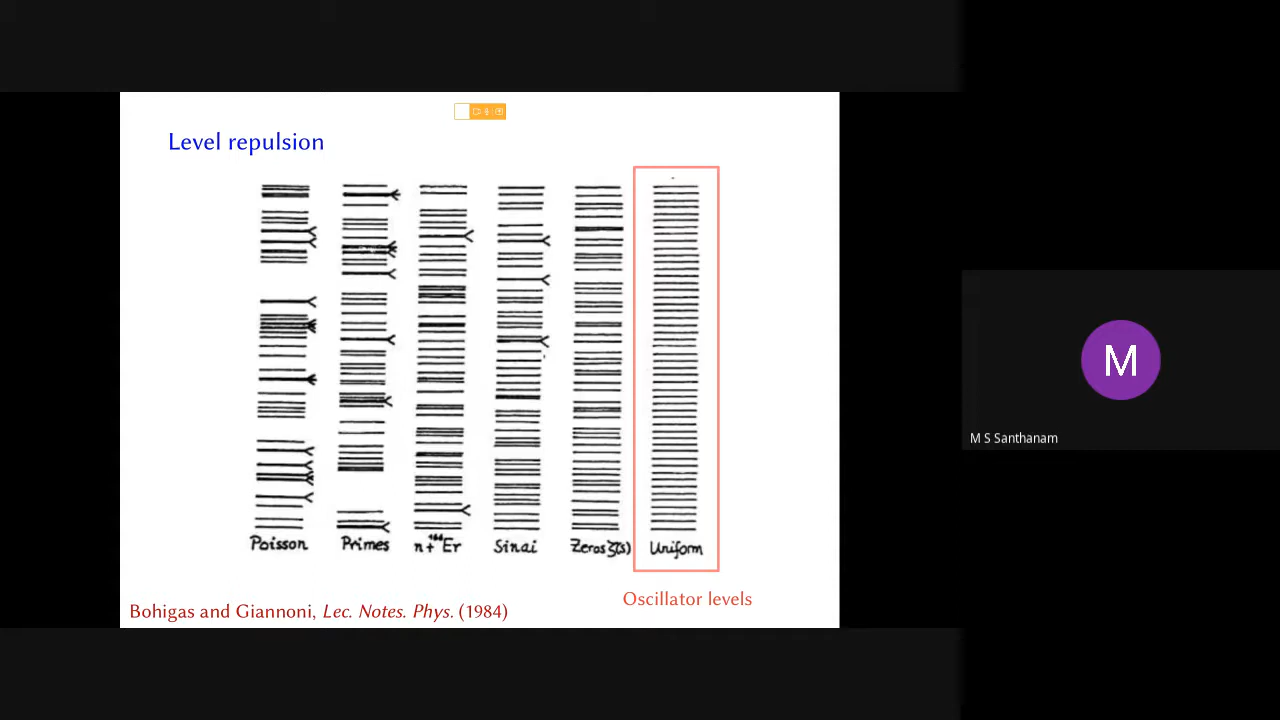 Level repulsion
Poisson Primes n+¹⁶⁶Er Sinai Zeros ζ(s) Uniform
Oscillator levels
Bohigas and Giannoni, Lec. Notes. Phys. (1984)
M
M S Santhanam